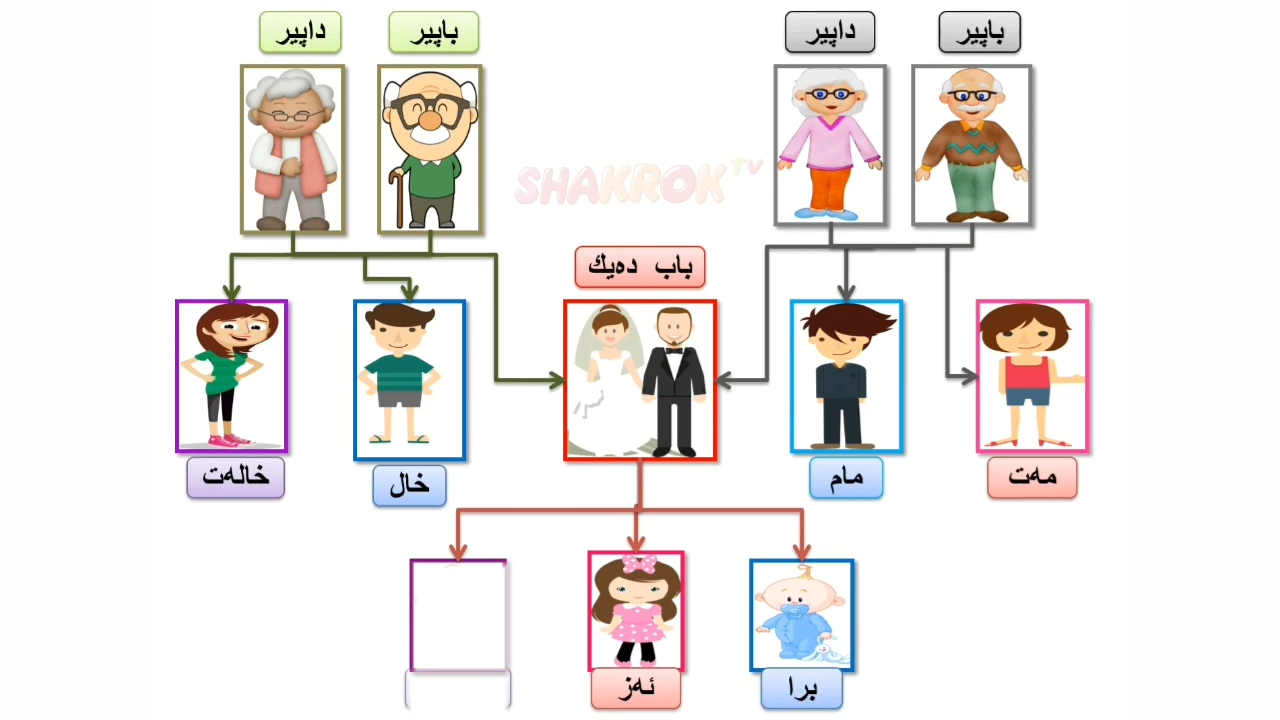 باپیر
داپیر
باپیر
داپیر
SHAKROK TV
باب دەیك
مەت
مام
خال
خالەت
برا
ئەز